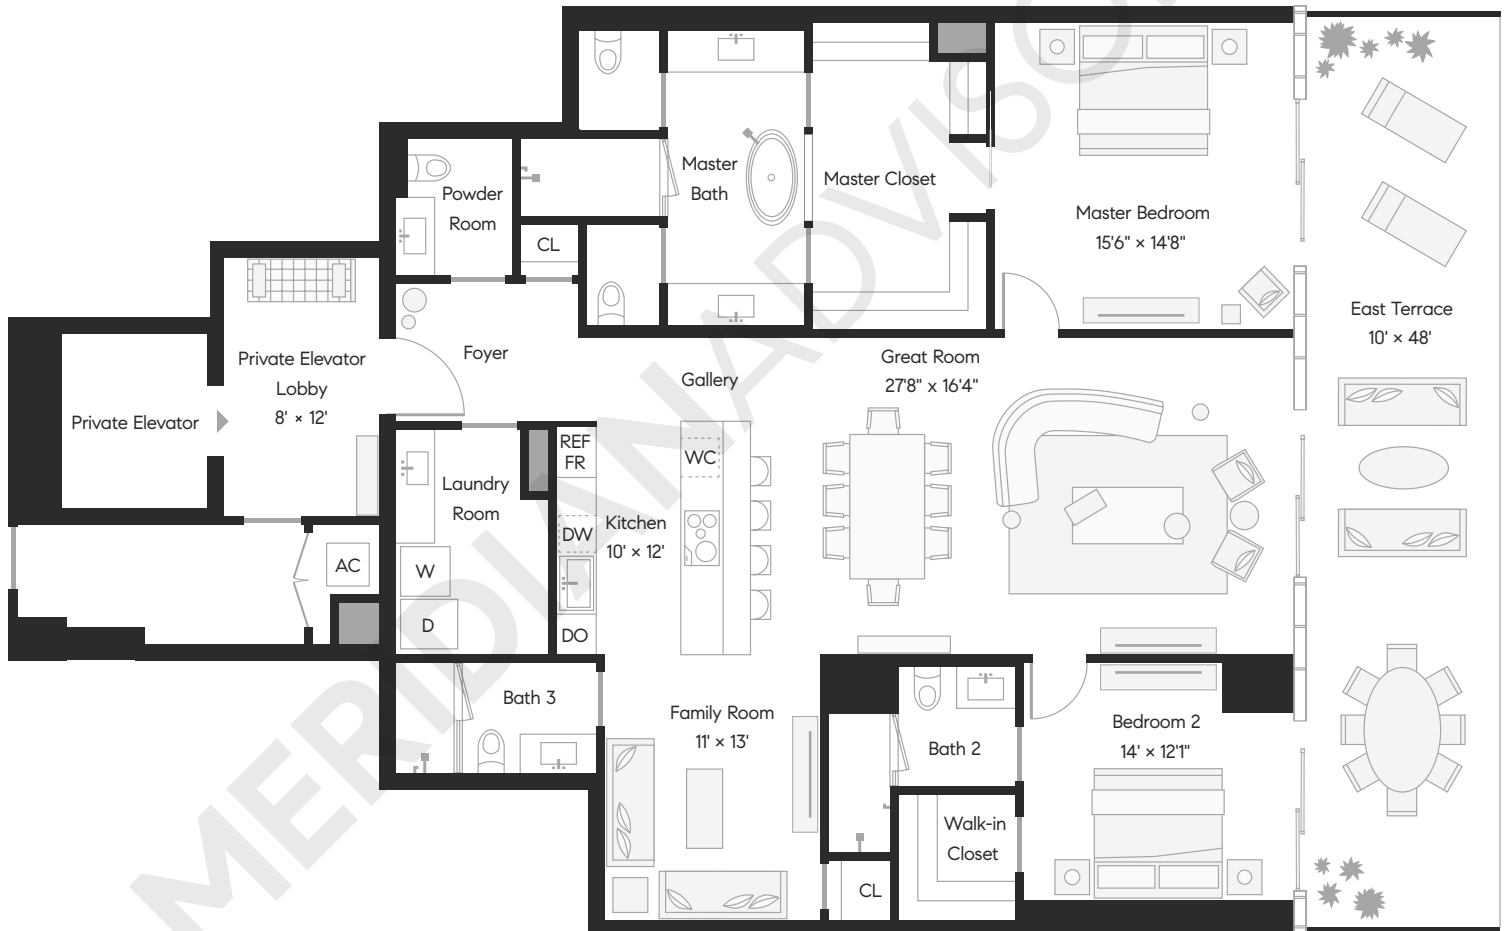 MERIDIAN ADVISO
Master
Bath
Master Closet
Powder
Room
CL
Master Bedroom
15'6" × 14'8"
East Terrace
10' × 48'
Private Elevator
Lobby
8' × 12'
Foyer
Gallery
Great Room
27'8" x 16'4"
Private Elevator
REF
FR
WC
Laundry
Room
DW
Kitchen
10' × 12'
AC
W
D
DO
Bath 3
Family Room
11' × 13'
Bath 2
Bedroom 2
14' × 12'1"
Walk-in
Closet
CL